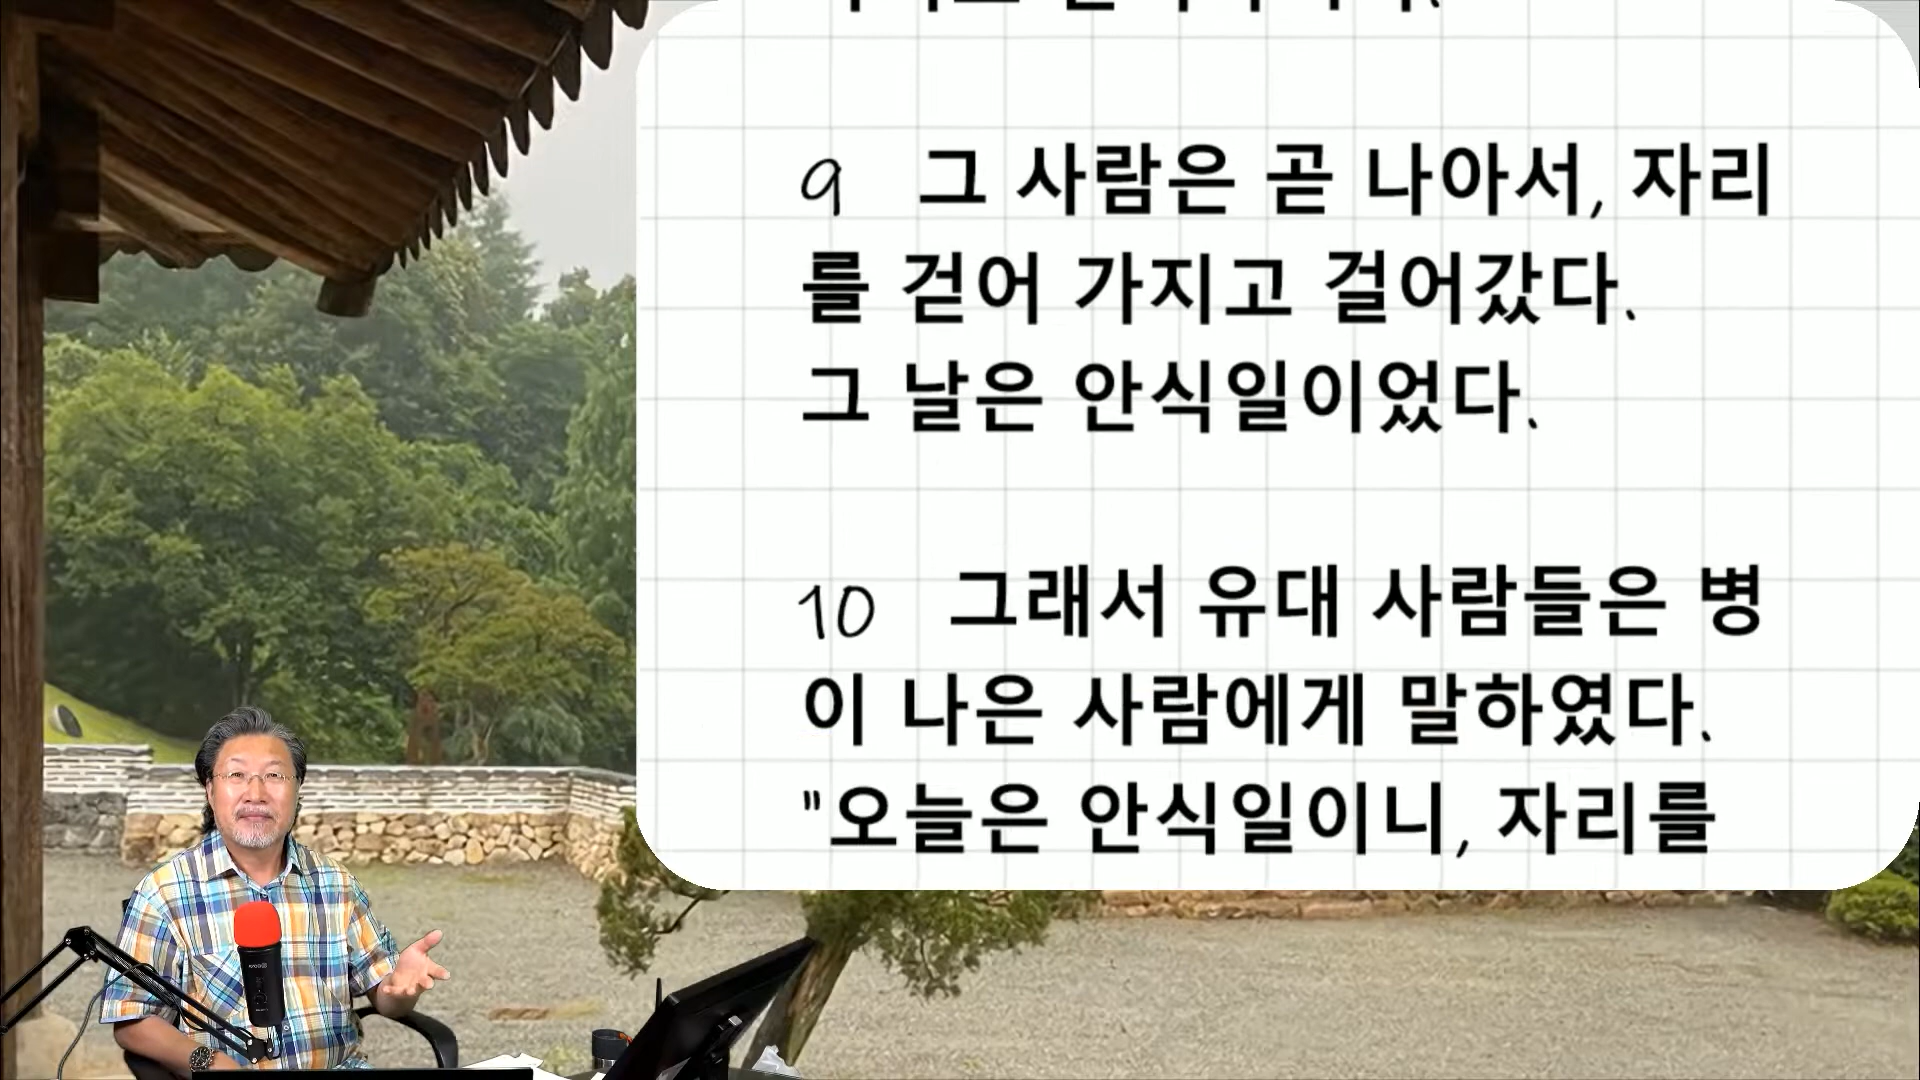 9 그 사람은 곧 나아서, 자리
를 걷어 가지고 걸어갔다.
그 날은 안식일이었다.
10 그래서 유대 사람들은 병
이 나은 사람에게 말하였다.
"오늘은 안식일이니, 자리를